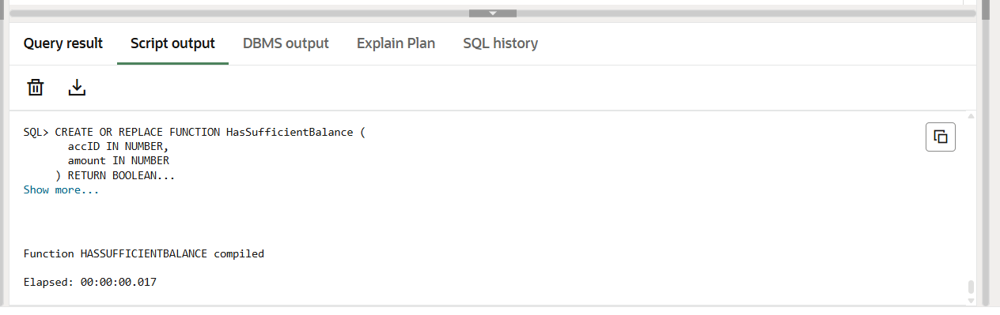 Query result Script output DBMS output Explain Plan SQL history
SQL> CREATE OR REPLACE FUNCTION HasSufficientBalance (
accID IN NUMBER,
amount IN NUMBER
) RETURN BOOLEAN...
Show more...
Function HASSUFFICIENTBALANCE compiled
Elapsed: 00:00:00.017